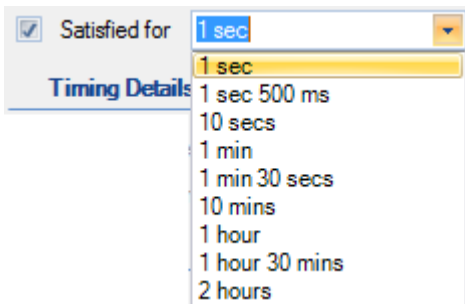 Satisfied for 1 sec
1 sec
Timing Details
1 sec 500 ms
10 secs
1 min
1 min 30 secs
10 mins
1 hour
1 hour 30 mins
2 hours